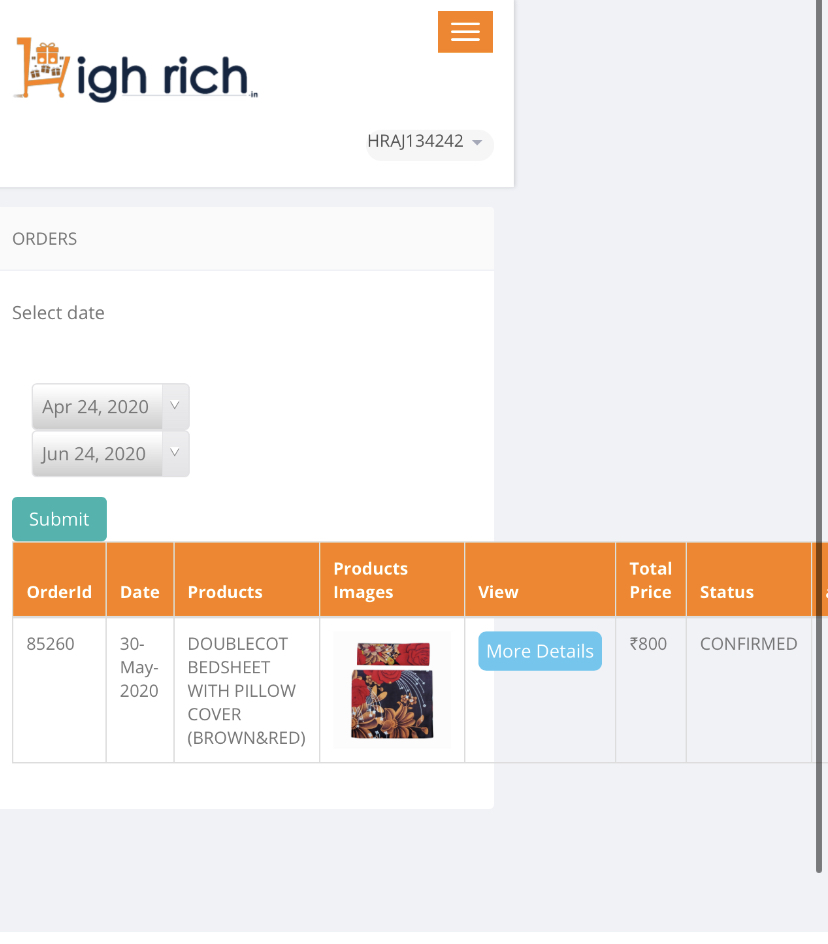 igh rich.in
HRAJ134242
ORDERS
Select date
Apr 24, 2020
Jun 24, 2020
Submit
OrderId Date Products Products Images View Total Price Status
85260 30-May-2020 DOUBLECOT BEDSHEET WITH PILLOW COVER (BROWN&RED) More Details ₹800 CONFIRMED